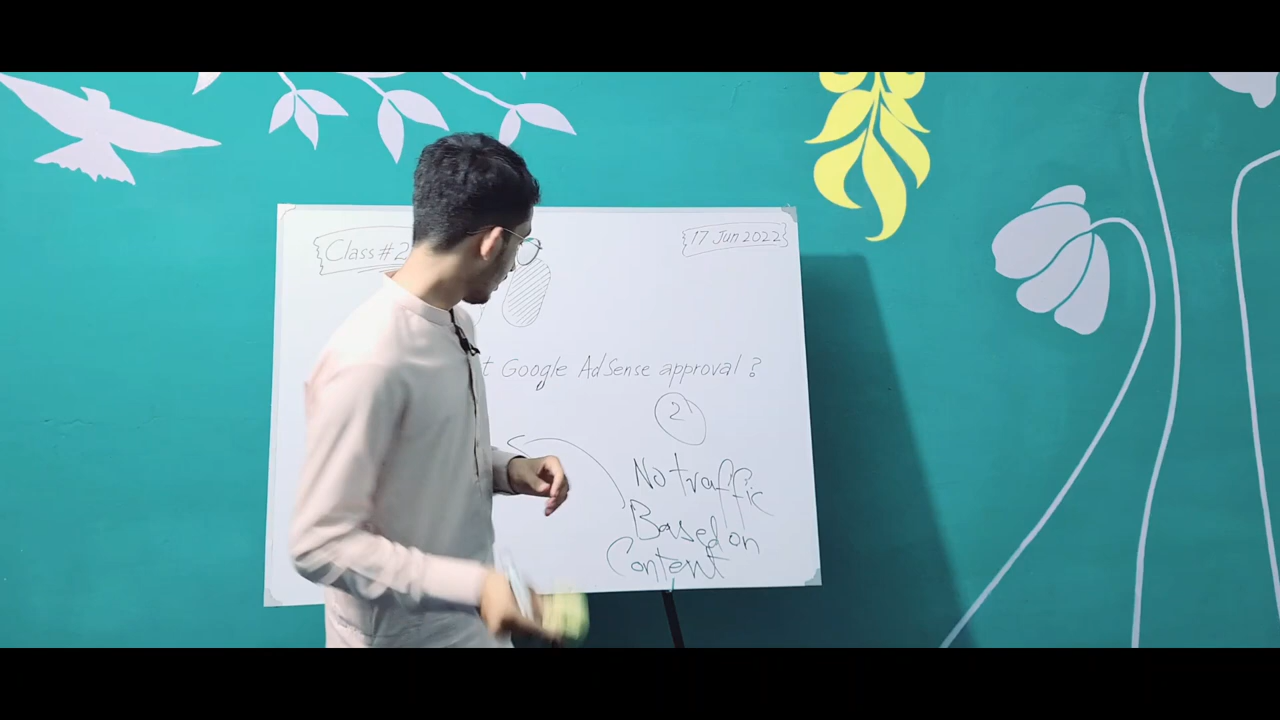 Class #2
17 Jun 2022
t Google AdSense approval ?
2
No traffic
Based on
Content